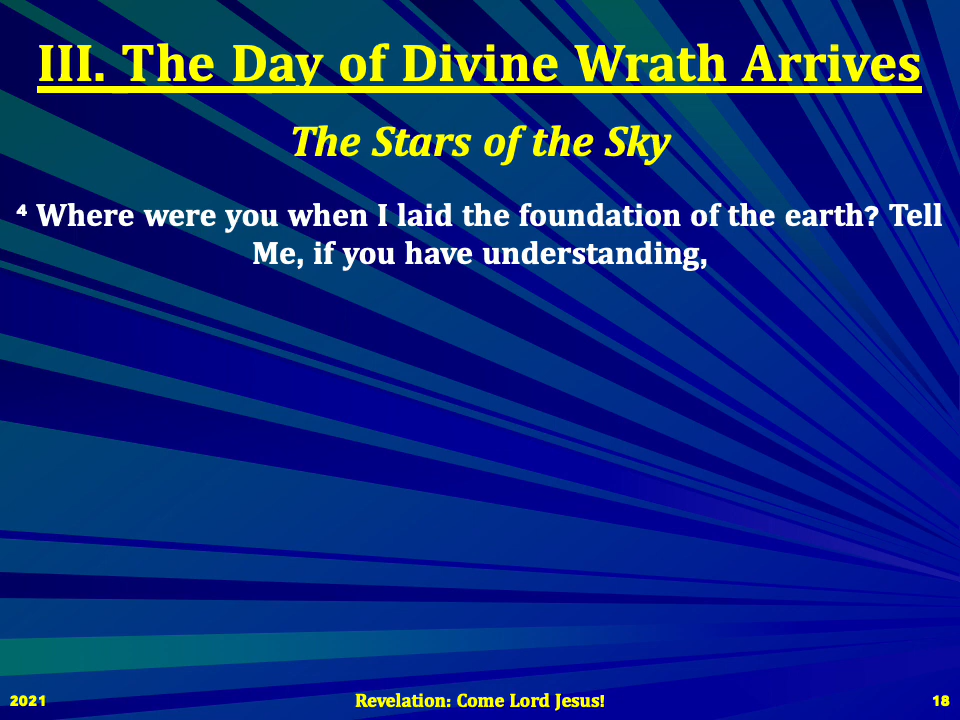 III. The Day of Divine Wrath Arrives
The Stars of the Sky
⁴ Where were you when I laid the foundation of the earth? Tell
Me, if you have understanding,
2021
Revelation: Come Lord Jesus!
18